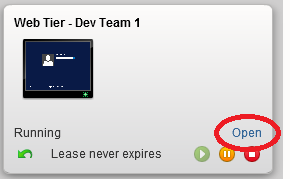 Web Tier - Dev Team 1
Running
Open
Lease never expires